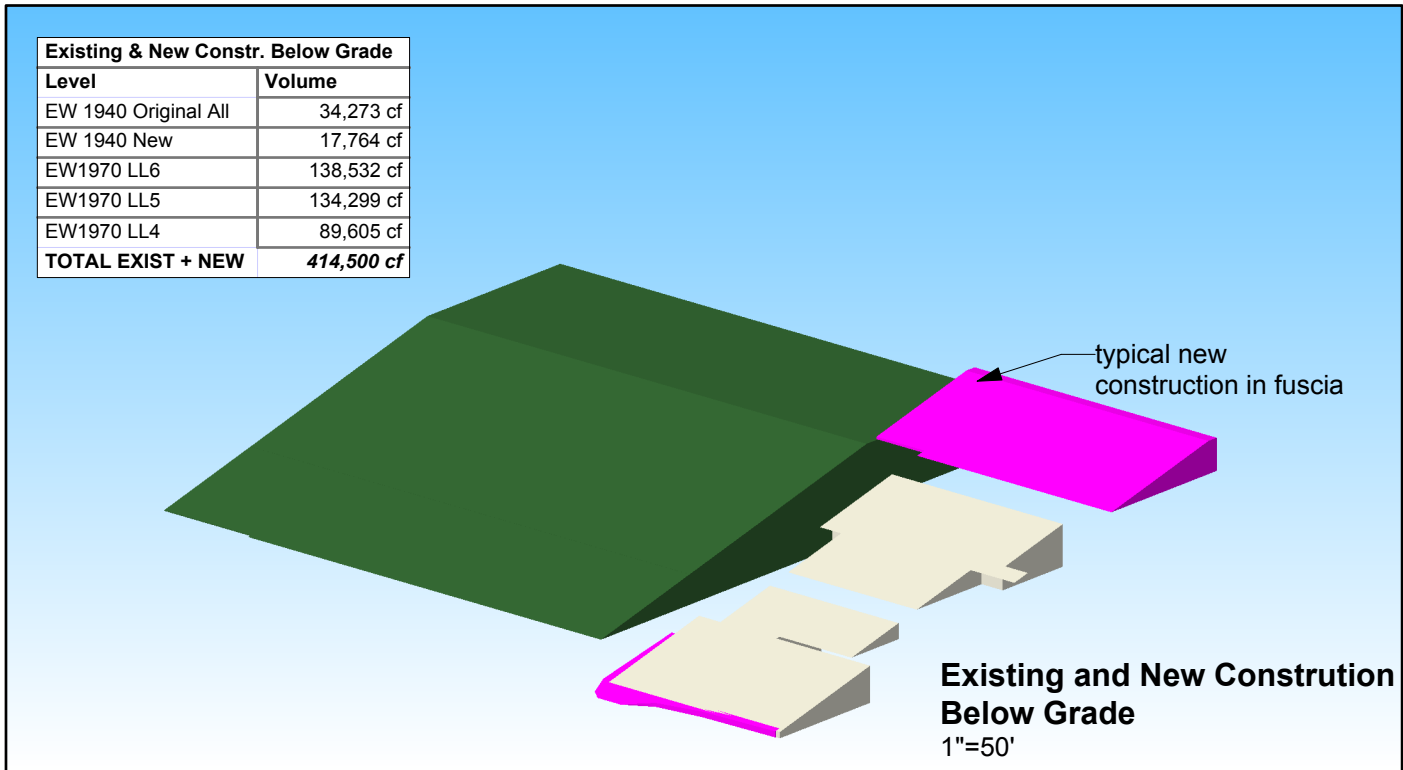 Existing & New Constr. Below Grade
Level Volume
EW 1940 Original All 34,273 cf
EW 1940 New 17,764 cf
EW1970 LL6 138,532 cf
EW1970 LL5 134,299 cf
EW1970 LL4 89,605 cf
TOTAL EXIST + NEW 414,500 cf
typical new
construction in fuscia
Existing and New Constrution
Below Grade
1"=50'